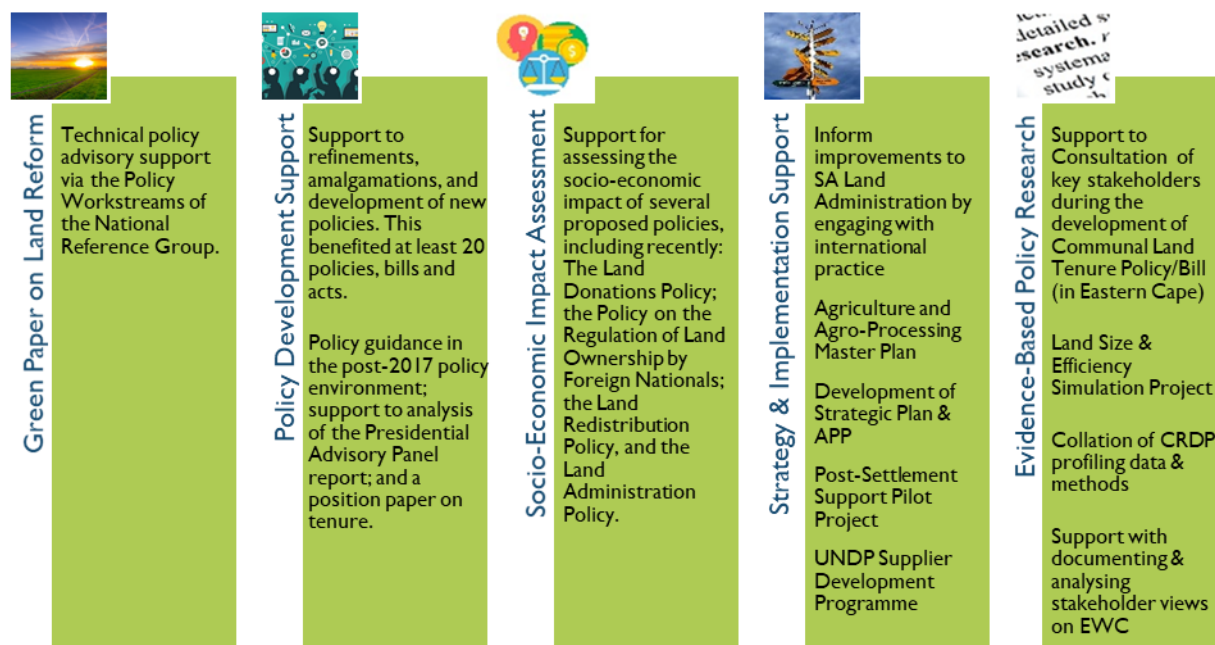 Green Paper on Land Reform
Technical policy
advisory support
via the Policy
Workstreams of
the National
Reference Group.
Policy Development Support
Support to
refinements,
amalgamations, and
development of new
policies. This
benefited at least 20
policies, bills and
acts.
Policy guidance in
the post-2017 policy
environment;
support to analysis
of the Presidential
Advisory Panel
report; and a
position paper on
tenure.
Socio-Economic Impact Assessment
Support for
assessing the
socio-economic
impact of several
proposed policies,
including recently:
The Land
Donations Policy;
the Policy on the
Regulation of Land
Ownership by
Foreign Nationals;
the Land
Redistribution
Policy, and the
Land
Administration
Policy.
Strategy & Implementation Support
Inform
improvements to
SA Land
Administration by
engaging with
international
practice
Agriculture and
Agro-Processing
Master Plan
Development of
Strategic Plan &
APP
Post-Settlement
Support Pilot
Project
UNDP Supplier
Development
Programme
detailed
search.
systema
study
Evidence-Based Policy Research
Support to
Consultation of
key stakeholders
during the
development of
Communal Land
Tenure Policy/Bill
(in Eastern Cape)
Land Size &
Efficiency
Simulation Project
Collation of CRDP
profiling data &
methods
Support with
documenting &
analysing
stakeholder views
on EWC